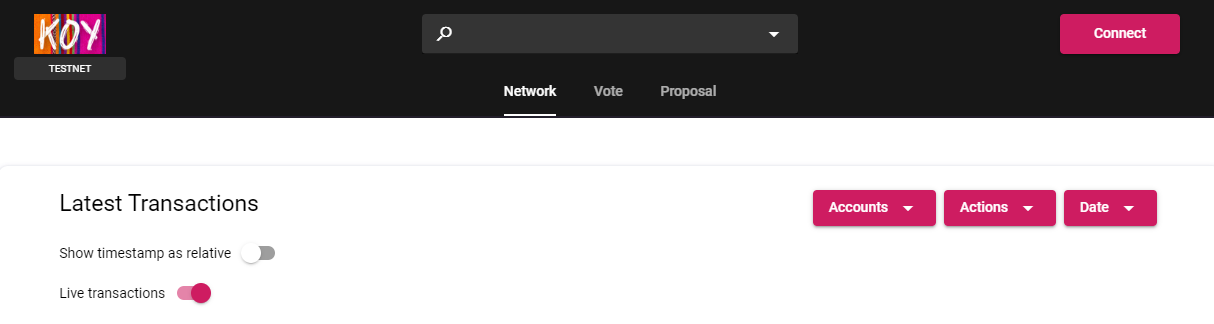 KOY
TESTNET
Connect
Network Vote Proposal
Latest Transactions
Accounts Actions Date
Show timestamp as relative
Live transactions